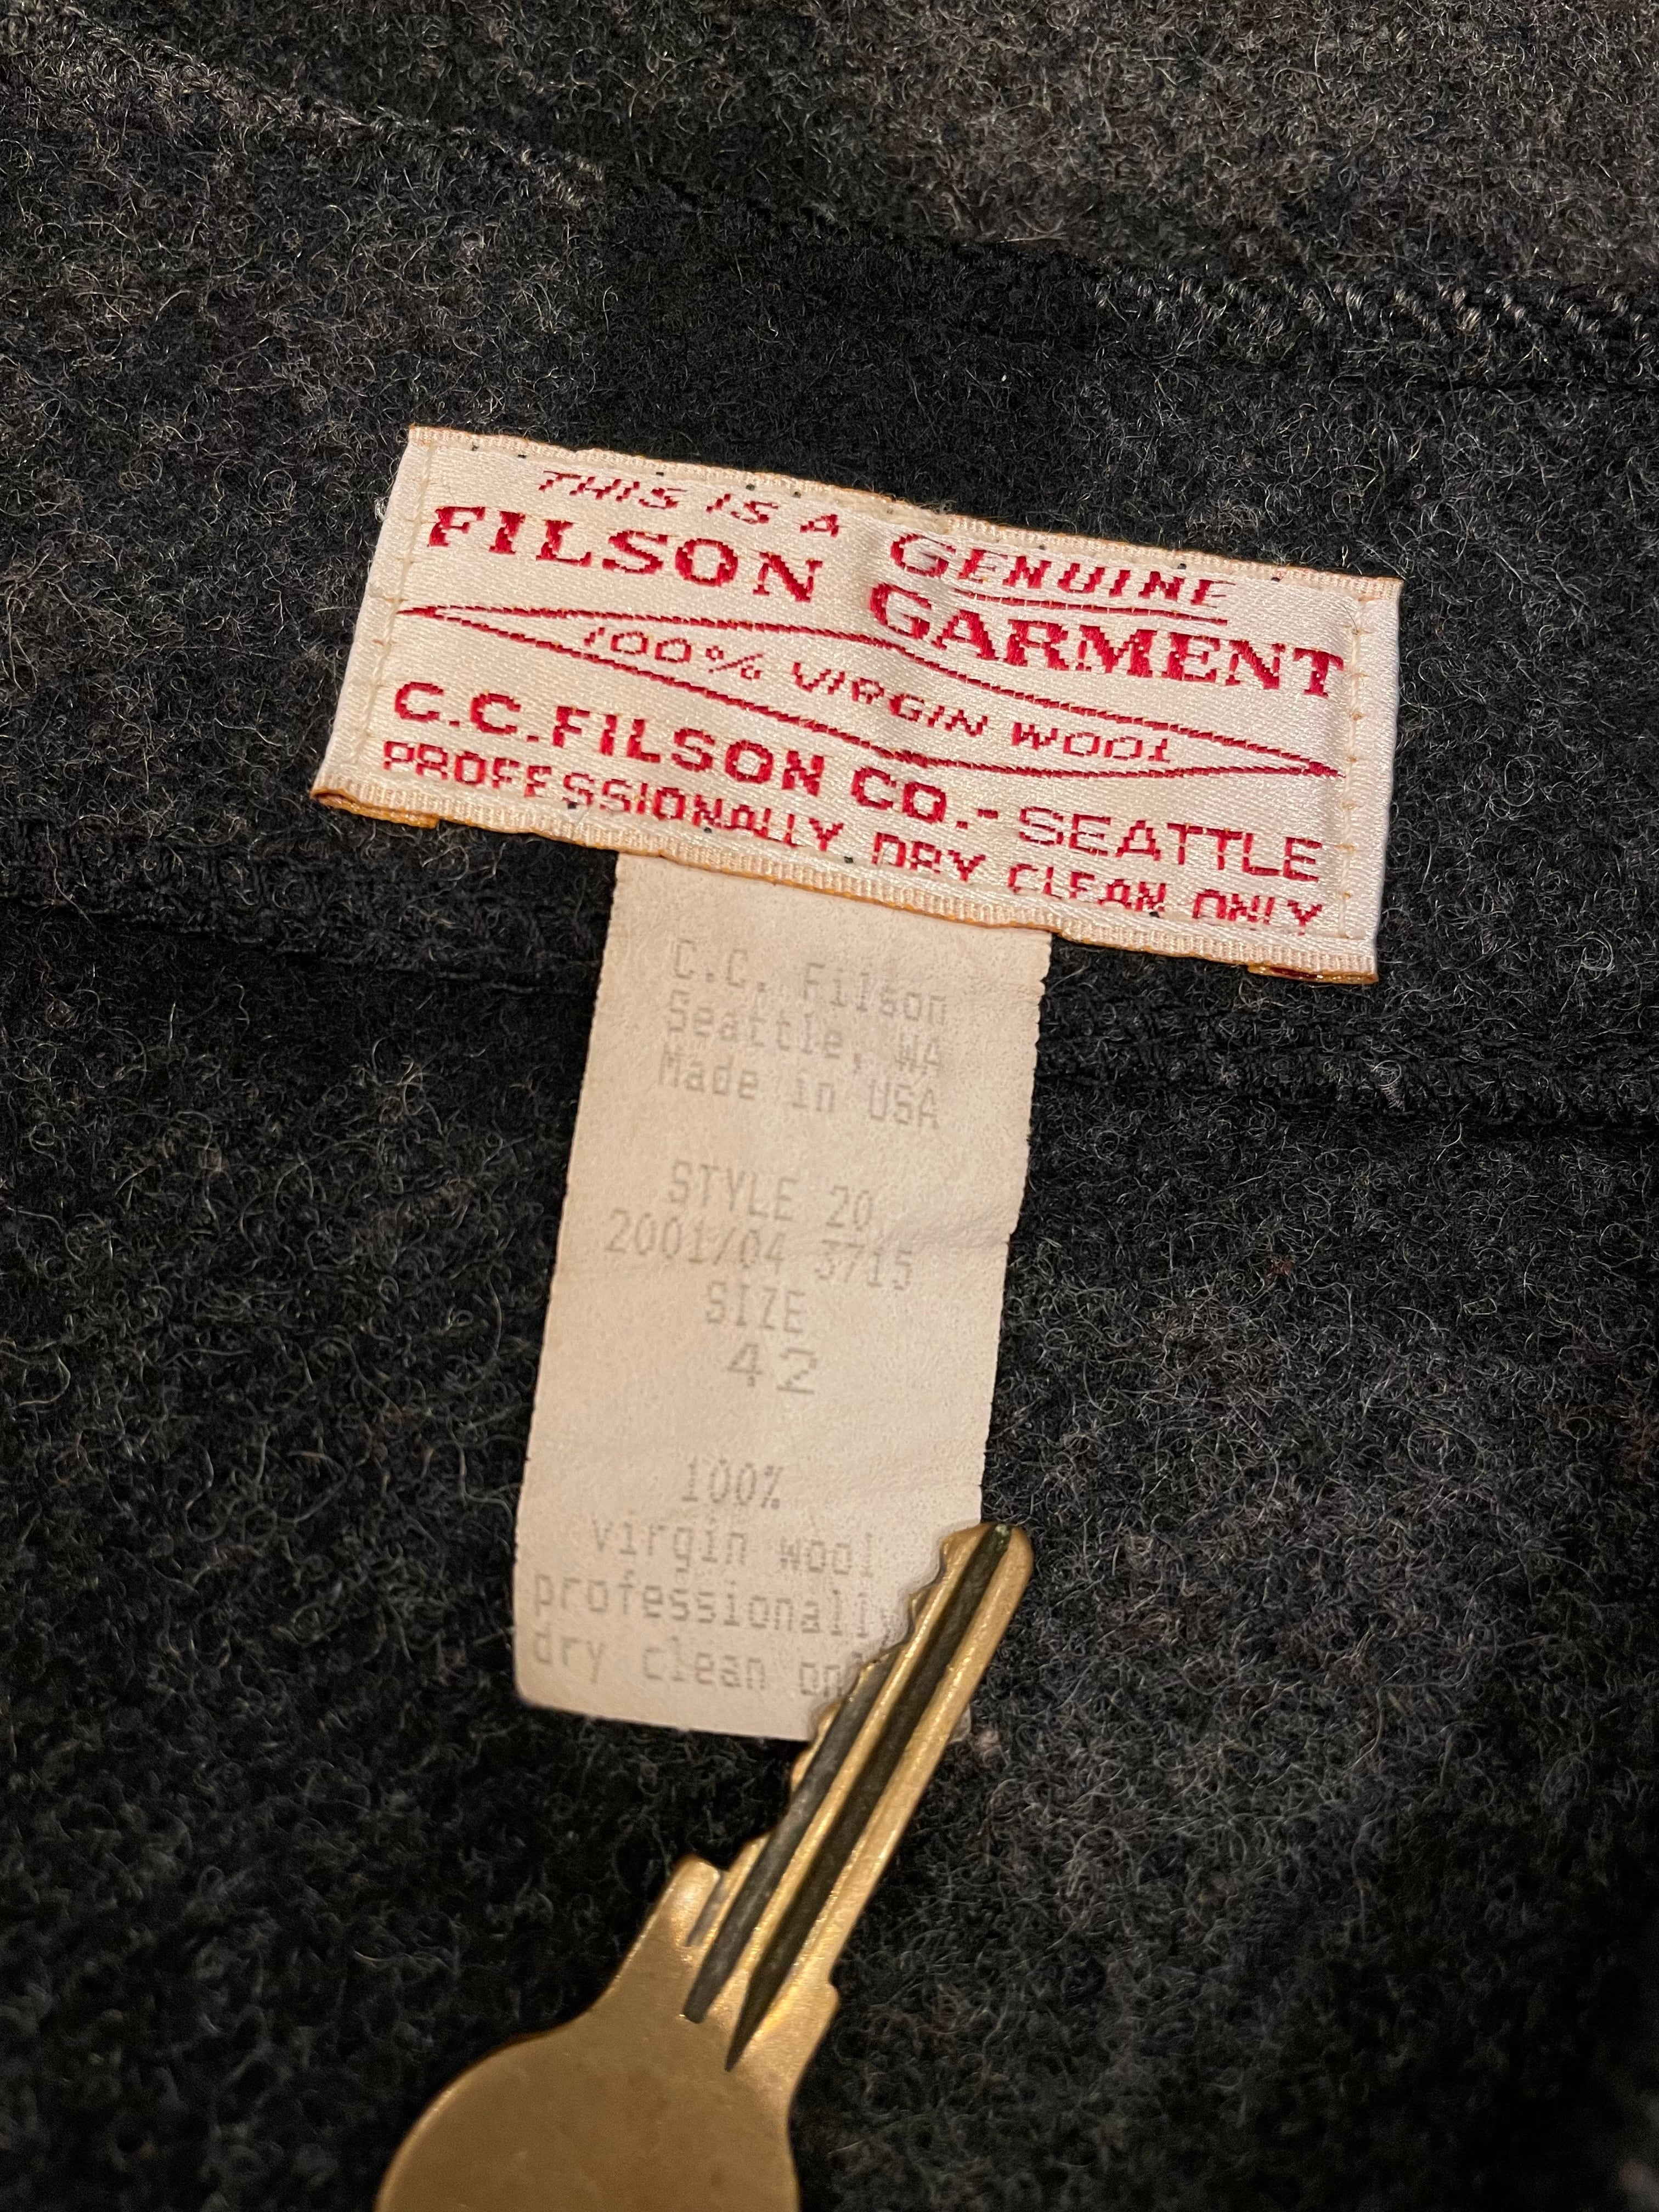 THIS IS A GENUINE
FILSON GARMENT
100% VIRGIN WOOL
C.C. FILSON CO.- SEATTLE
PROFESSIONALLY DRY CLEAN ONLY
C.C. Filson
Seattle, WA
Made in USA
STYLE 20
2001/04 3715
SIZE
42
100%
virgin wool
professionally
dry clean